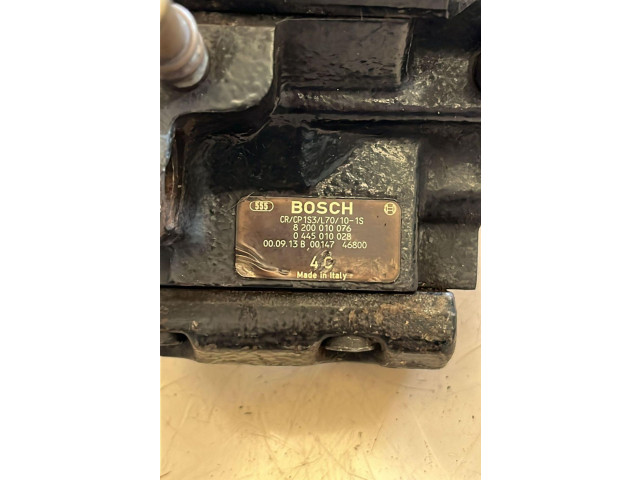 555 BOSCH
CR/CP1S3/L70/10-1S
8 200 010 076
0 445 010 028
00.09.13 B 00147 46800
4 C
Made in Italy